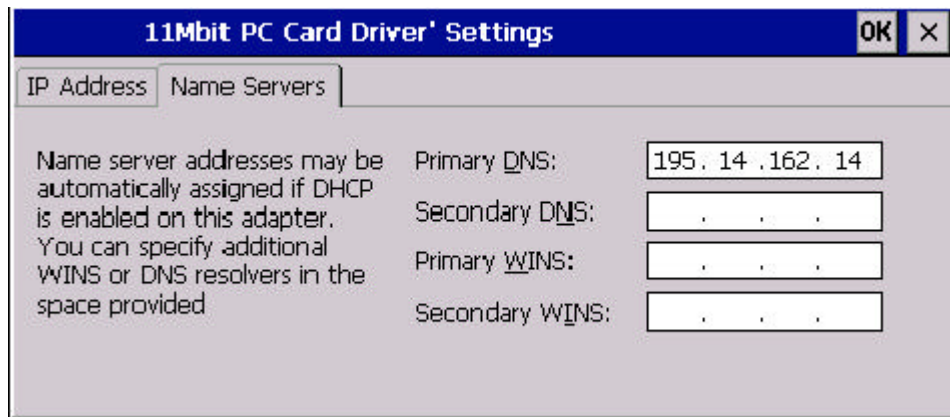 11Mbit PC Card Driver' Settings OK ×
IP Address Name Servers
Name server addresses may be
automatically assigned if DHCP
is enabled on this adapter.
You can specify additional
WINS or DNS resolvers in the
space provided
Primary DNS: 195. 14 .162. 14
Secondary DNS: . . .
Primary WINS: . . .
Secondary WINS: . . .